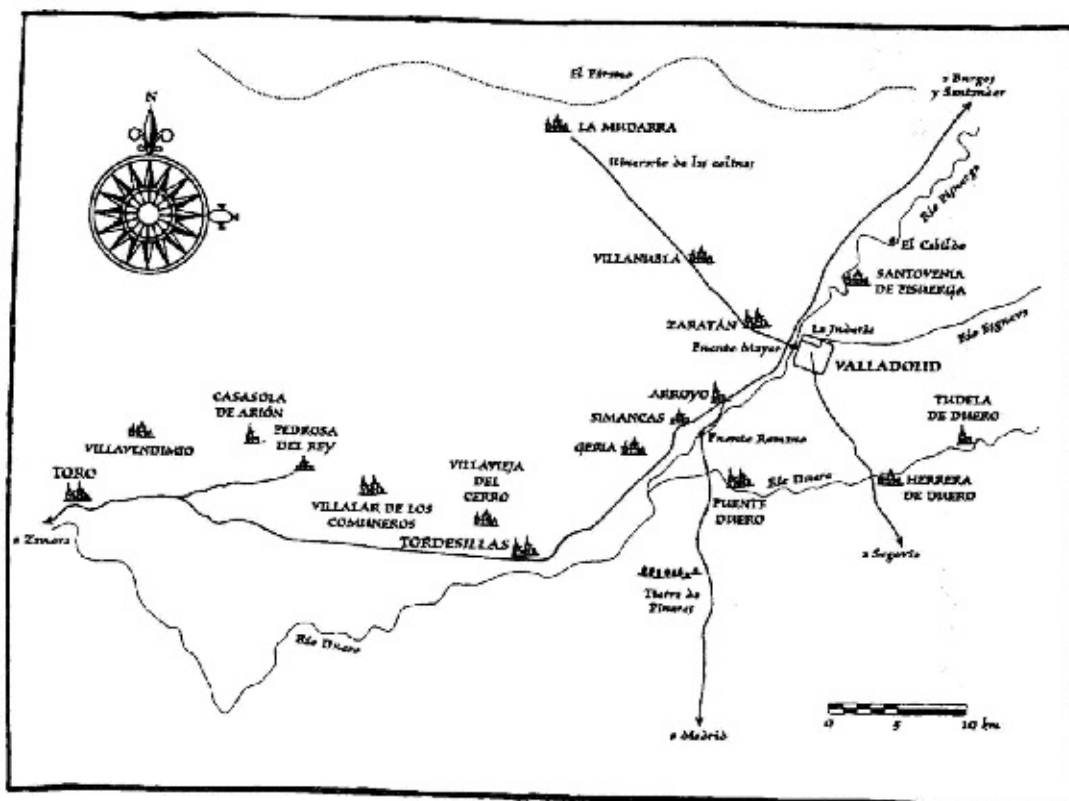 El Páramo
a Burgos
y Santander
N
LA MUDARRA
Itinerario de las colinas
Río Pisuerga
El Cabildo
VILLANUBLA
SANTOVENIA
DE PISUERGA
ZARATÁN
La Judería
Río Esgueva
Puente Mayor
VALLADOLID
CASASOLA
DE ARIÓN
ARROYO
TUDELA
DE DUERO
VILLAVENDIMIO
PEDROSA
DEL REY
SIMANCAS
Puente Romano
GERIA
VILLAVIEJA
DEL
CERRO
TORO
Río Duero
HERRERA
DE DUERO
VILLALAR DE LOS
COMUNEROS
PUENTE
DUERO
a Zamora
TORDESILLAS
a Segovia
Tierra de
Pinares
Río Duero
0 5 10 km.
a Madrid